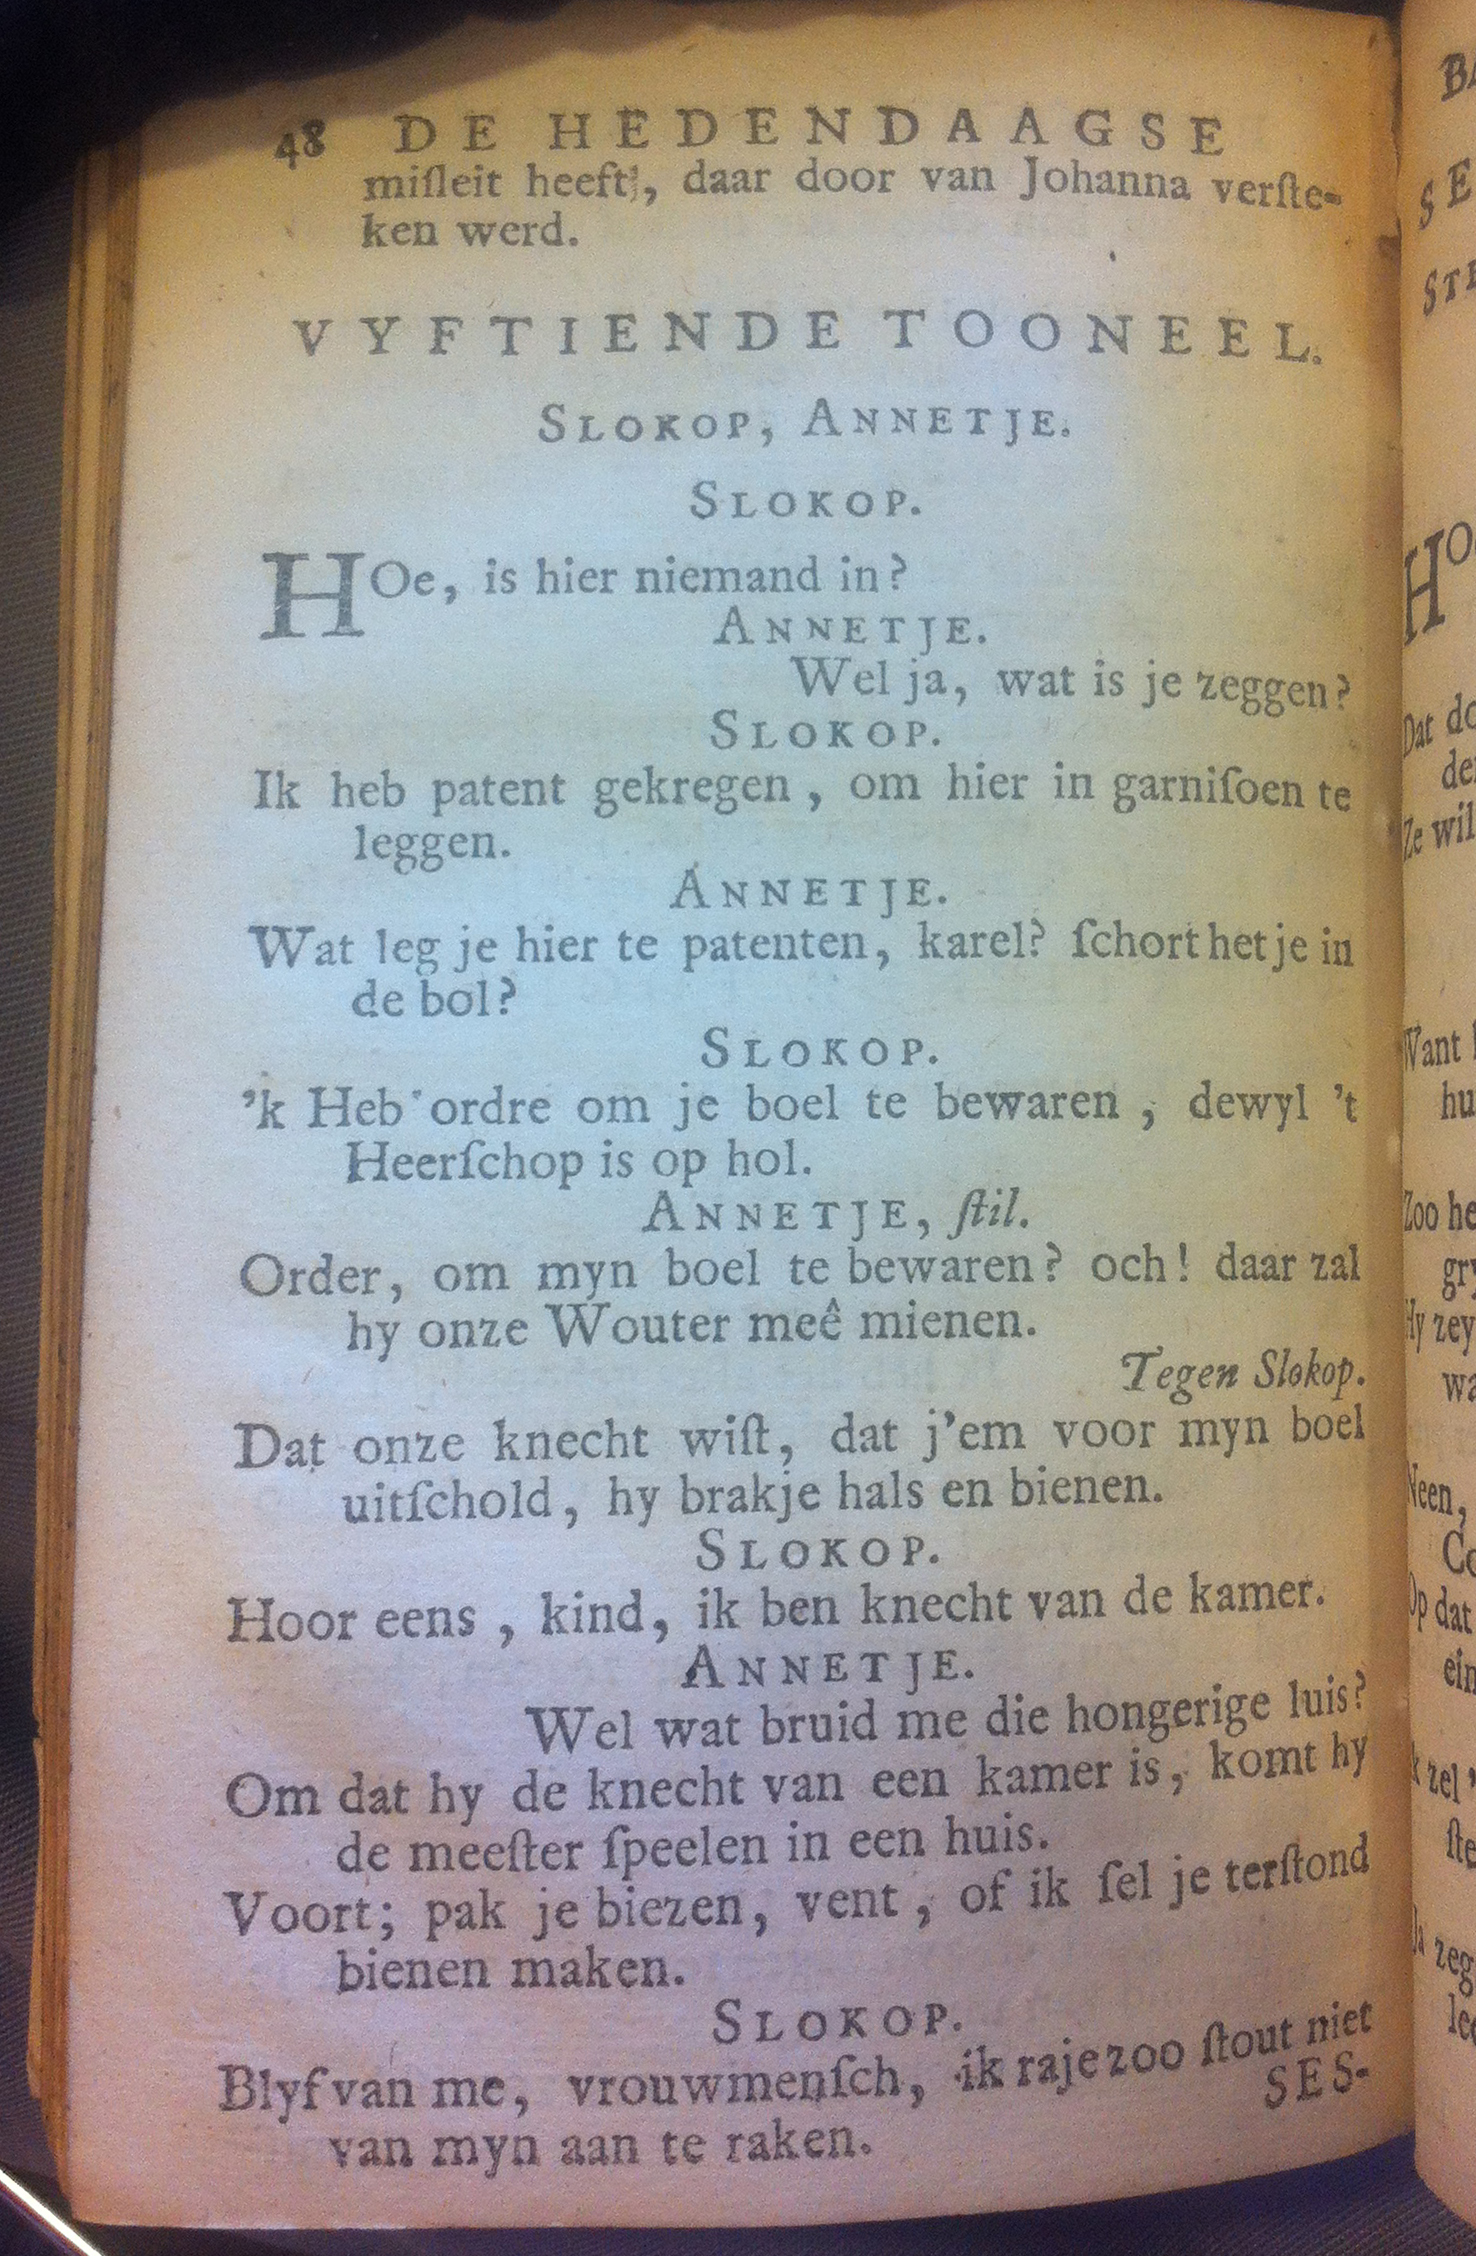 48 DE HEDENDAAGSE
miſleit heeft, daar door van Johanna verſte-
ken werd.
VYFTIENDE TOONEEL.
SLOKOP, ANNETJE.
SLOKOP.
HOe, is hier niemand in?
ANNETJE.
Wel ja, wat is je zeggen?
SLOKOP.
Ik heb patent gekregen, om hier in garniſoen te
leggen.
ANNETJE.
Wat leg je hier te patenten, karel? ſchort het je in
de bol?
SLOKOP.
'k Heb ordre om je boel te bewaren, dewyl 't
Heerſchop is op hol.
ANNETJE, ſtil.
Order, om myn boel te bewaren? och! daar zal
hy onze Wouter meê mienen.
Tegen Slokop.
Dat onze knecht wiſt, dat j'em voor myn boel
uitſchold, hy brakje hals en bienen.
SLOKOP.
Hoor eens, kind, ik ben knecht van de kamer.
ANNETJE.
Wel wat bruid me die hongerige luis?
Om dat hy de knecht van een kamer is, komt hy
de meeſter ſpeelen in een huis.
Voort; pak je biezen, vent, of ik ſel je terſtond
bienen maken.
SLOKOP.
Blyf van me, vrouwmenſch, ik raje zoo ſtout niet
van myn aan te raken.
SES-